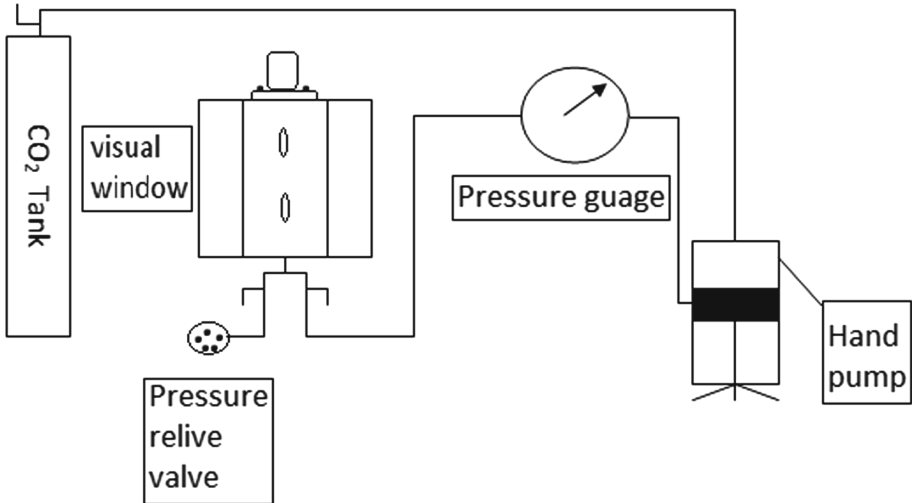 CO₂ Tank
visual
window
Pressure guage
Hand
pump
Pressure
relive
valve